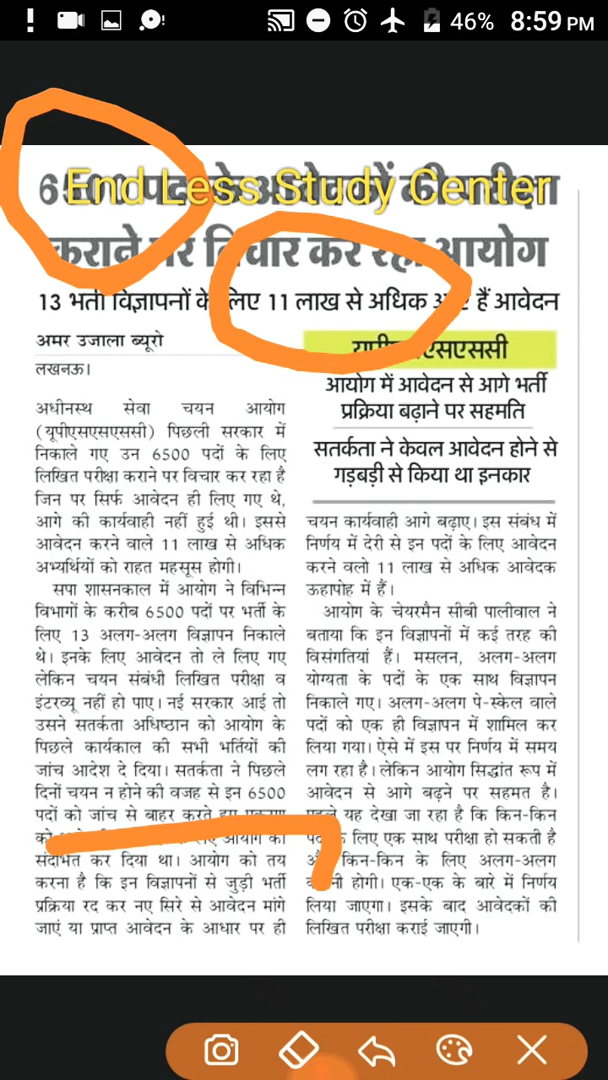 46% 8:59 PM
End Less Study Center
6500
कर रहा आयोग
13 भर्ती विज्ञापनों के लिए 11 लाख से अधिक हैं आवेदन
अमर उजाला ब्यूरो
लखनऊ।
अधीनस्थ सेवा चयन आयोग
(यूपीएसएसएससी) पिछली सरकार में
निकाले गए उन 6500 पदों के लिए
लिखित परीक्षा कराने पर विचार कर रहा है
जिन पर सिर्फ आवेदन ही लिए गए थे,
आगे की कार्यवाही नहीं हुई थी। इससे
आवेदन करने वाले 11 लाख से अधिक
अभ्यर्थियों को राहत महसूस होगी।
सपा शासनकाल में आयोग ने विभिन्न
विभागों के करीब 6500 पदों पर भर्ती के
लिए 13 अलग-अलग विज्ञापन निकाले
थे। इनके लिए आवेदन तो ले लिए गए
लेकिन चयन संबंधी लिखित परीक्षा व
इंटरव्यू नहीं हो पाए। नई सरकार आई तो
उसने सतर्कता अधिष्ठान को आयोग के
पिछले कार्यकाल की सभी भर्तियों की
जांच आदेश दे दिया। सतर्कता ने पिछले
दिनों चयन न होने की वजह से इन 6500
पदों को जांच से बाहर करते
आयोग को
संदर्भित कर दिया था। आयोग को तय
करना है कि इन विज्ञापनों से जुड़ी भर्ती
प्रक्रिया रद कर नए सिरे से आवेदन मांगे
जाएं या प्राप्त आवेदन के आधार पर ही
आयोग में आवेदन से आगे भर्ती
प्रक्रिया बढ़ाने पर सहमति
सतर्कता ने केवल आवेदन होने से
गड़बड़ी से किया था इनकार
चयन कार्यवाही आगे बढ़ाए। इस संबंध में
निर्णय में देरी से इन पदों के लिए आवेदन
करने वलो 11 लाख से अधिक आवेदक
ऊहापोह में हैं।
आयोग के चेयरमैन सीबी पालीवाल ने
बताया कि इन विज्ञापनों में कई तरह की
विसंगतियां हैं। मसलन, अलग-अलग
योग्यता के पदों के एक साथ विज्ञापन
निकाले गए। अलग-अलग पे-स्केल वाले
पदों को एक ही विज्ञापन में शामिल कर
लिया गया। ऐसे में इस पर निर्णय में समय
लग रहा है। लेकिन आयोग सिद्धांत रूप में
आवेदन से आगे बढ़ने पर सहमत है।
यह देखा जा रहा है कि किन-किन
लिए एक साथ परीक्षा हो सकती है
किन-किन के लिए अलग-अलग
होगी। एक-एक के बारे में निर्णय
लिया जाएगा। इसके बाद आवेदकों की
लिखित परीक्षा कराई जाएगी।